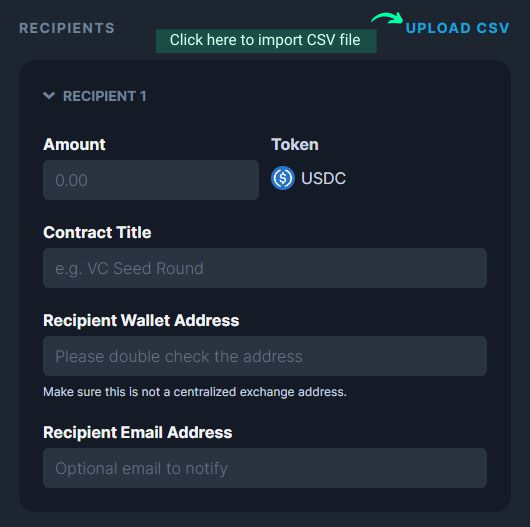 RECIPIENTS
Click here to import CSV file
UPLOAD CSV
RECIPIENT 1
Amount
Token
0.00
USDC
Contract Title
e.g. VC Seed Round
Recipient Wallet Address
Please double check the address
Make sure this is not a centralized exchange address.
Recipient Email Address
Optional email to notify